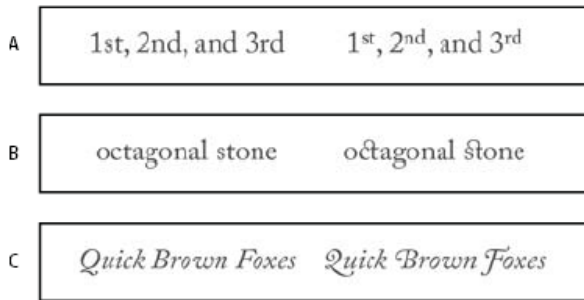 A 1st, 2nd, and 3rd 1ˢᵗ, 2ⁿᵈ, and 3ʳᵈ
B octagonal stone octagonal stone
C Quick Brown Foxes Quick Brown Foxes